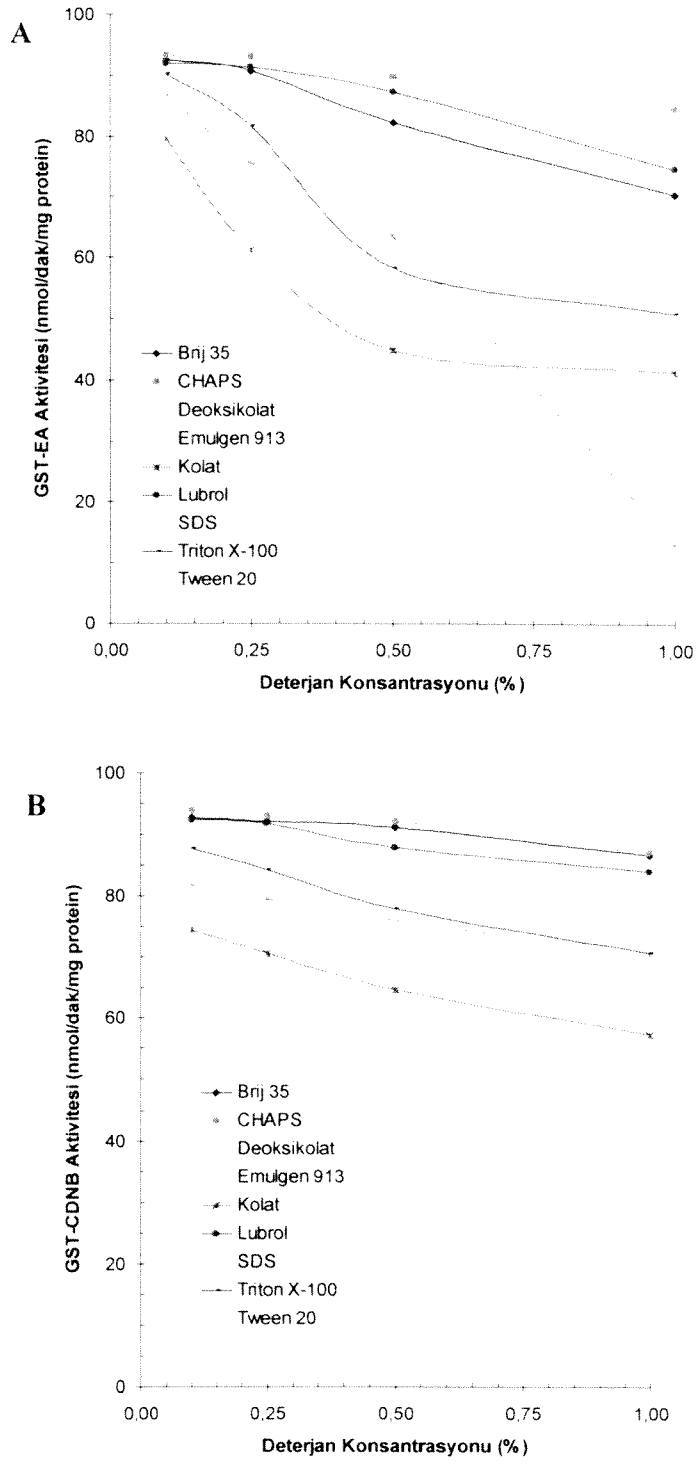 A
100
80
60
40
20
0
GST-EA Aktivitesi (nmol/dak/mg protein)
Brij 35
CHAPS
Deoksikolat
Emulgen 913
Kolat
Lubrol
SDS
Triton X-100
Tween 20
0,00 0,25 0,50 0,75 1,00
Deterjan Konsantrasyonu (%)
B
100
80
60
40
20
0
GST-CDNB Aktivitesi (nmol/dak/mg protein)
Brij 35
CHAPS
Deoksikolat
Emulgen 913
Kolat
Lubrol
SDS
Triton X-100
Tween 20
0,00 0,25 0,50 0,75 1,00
Deterjan Konsantrasyonu (%)